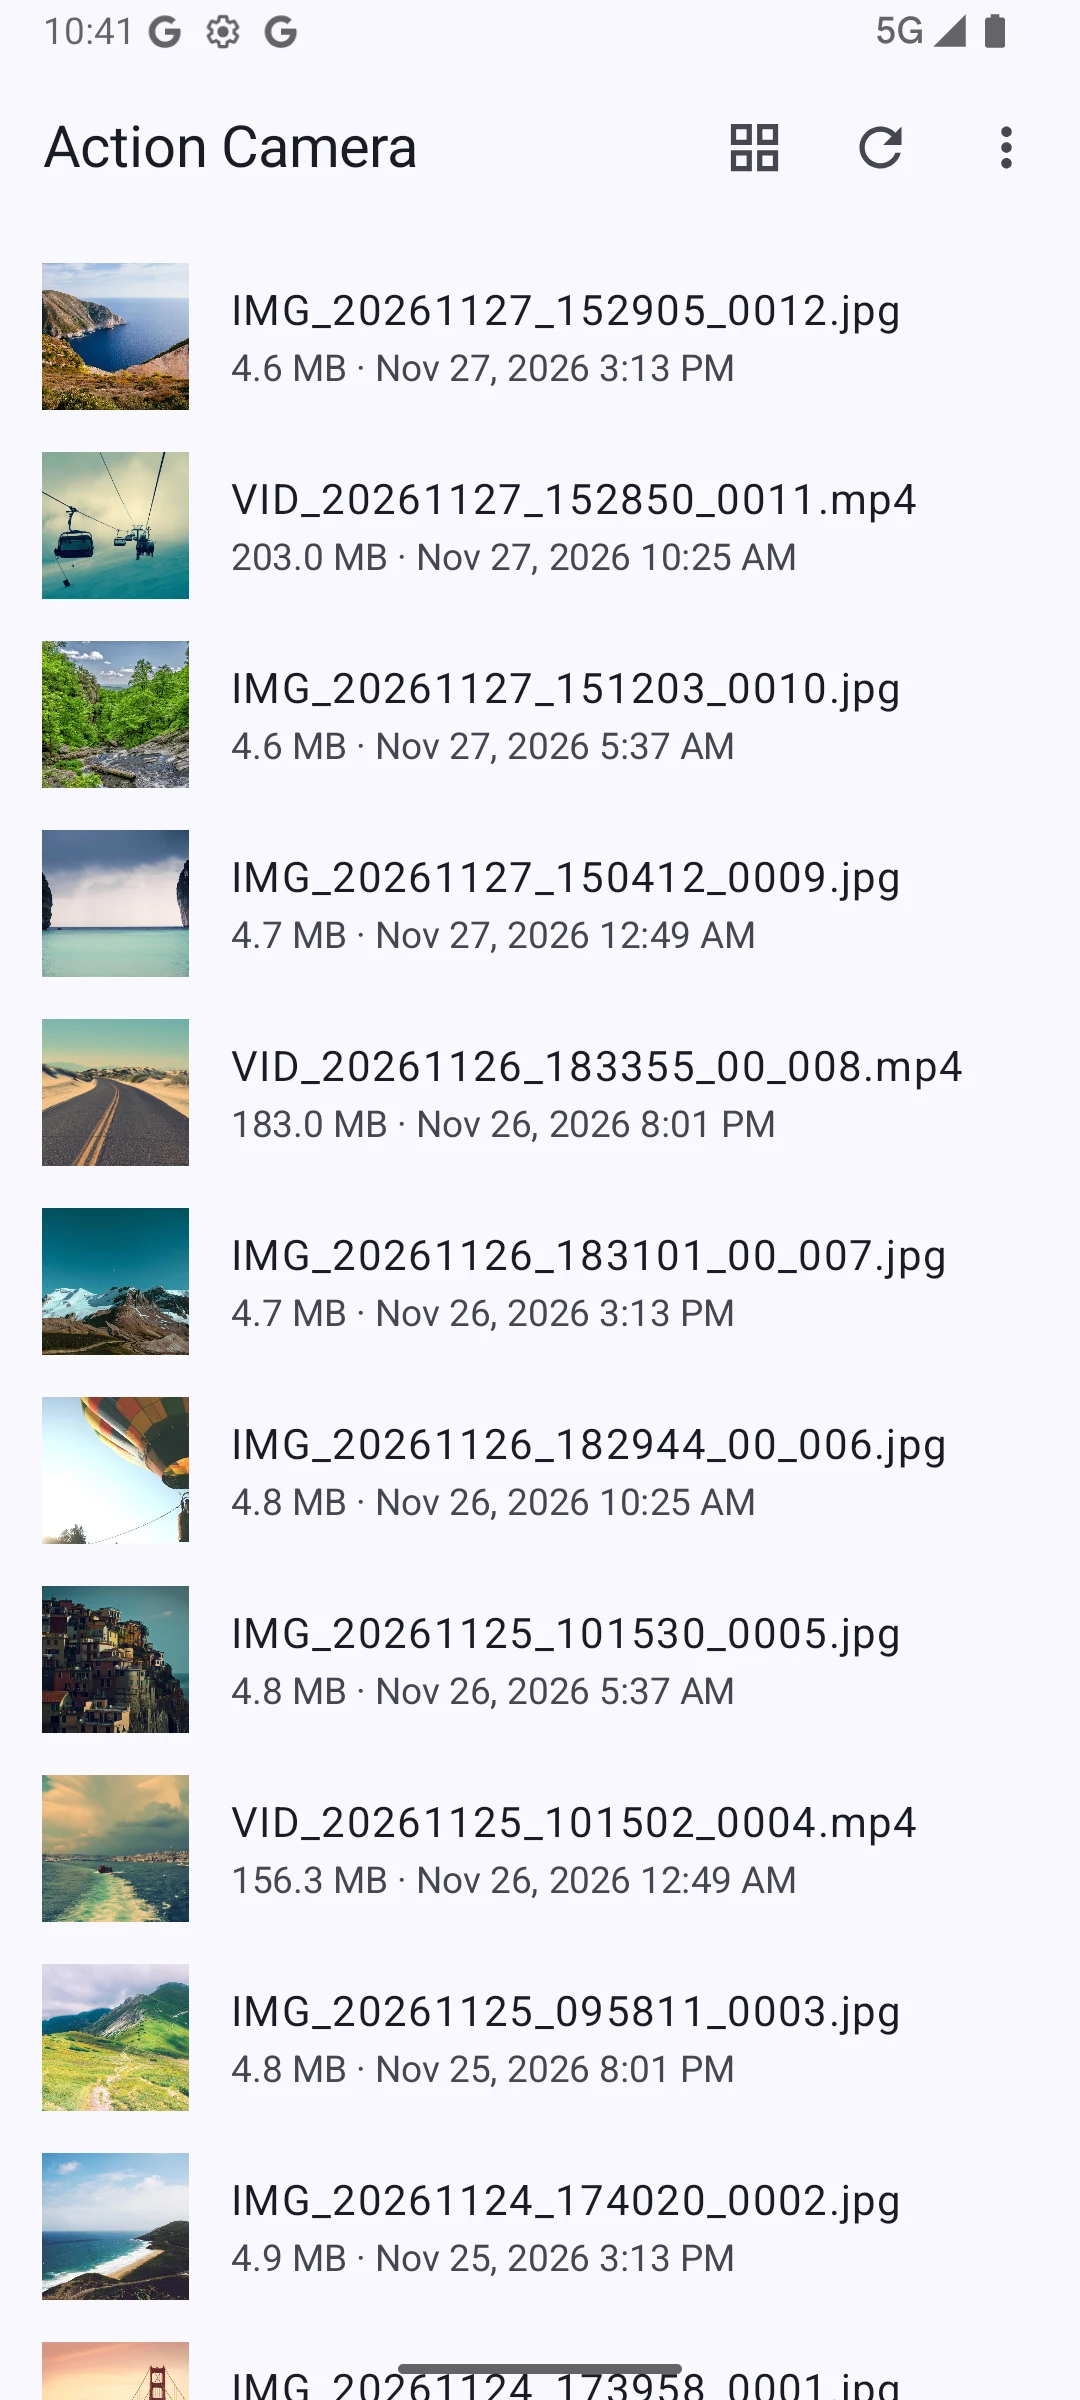 10:41
5G
Action Camera
IMG_20261127_152905_0012.jpg
4.6 MB · Nov 27, 2026 3:13 PM
VID_20261127_152850_0011.mp4
203.0 MB · Nov 27, 2026 10:25 AM
IMG_20261127_151203_0010.jpg
4.6 MB · Nov 27, 2026 5:37 AM
IMG_20261127_150412_0009.jpg
4.7 MB · Nov 27, 2026 12:49 AM
VID_20261126_183355_00_008.mp4
183.0 MB · Nov 26, 2026 8:01 PM
IMG_20261126_183101_00_007.jpg
4.7 MB · Nov 26, 2026 3:13 PM
IMG_20261126_182944_00_006.jpg
4.8 MB · Nov 26, 2026 10:25 AM
IMG_20261125_101530_0005.jpg
4.8 MB · Nov 26, 2026 5:37 AM
VID_20261125_101502_0004.mp4
156.3 MB · Nov 26, 2026 12:49 AM
IMG_20261125_095811_0003.jpg
4.8 MB · Nov 25, 2026 8:01 PM
IMG_20261124_174020_0002.jpg
4.9 MB · Nov 25, 2026 3:13 PM
IMG_20261124_173958_0001.jpg